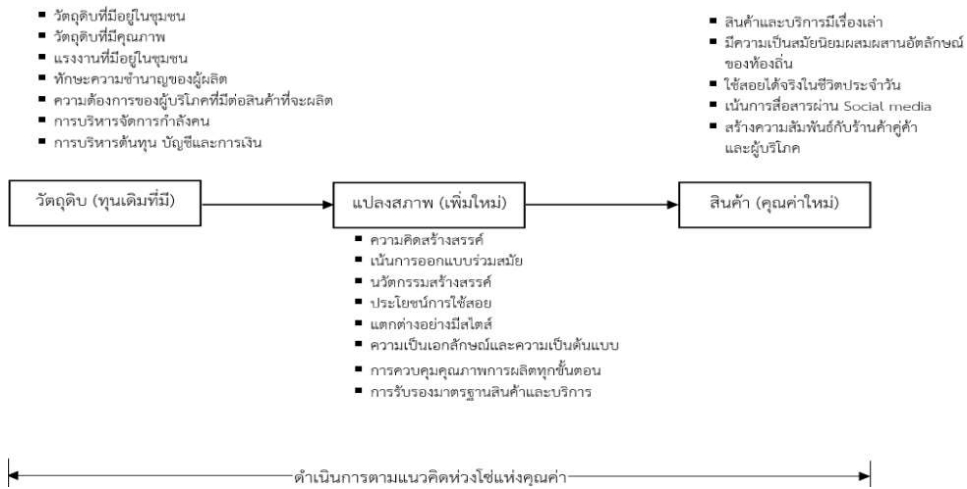 ▪ วัตถุดิบที่มีอยู่ในชุมชน
▪ วัตถุดิบที่มีคุณภาพ
▪ แรงงานที่มีอยู่ในชุมชน
▪ ทักษะความชำนาญของผู้ผลิต
▪ ความต้องการของผู้บริโภคที่มีต่อสินค้าที่จะผลิต
▪ การบริหารจัดการกำลังคน
▪ การบริหารต้นทุน บัญชีและการเงิน
▪ สินค้าและบริการมีเรื่องเล่า
▪ มีความเป็นสมัยนิยมผสมผสานอัตลักษณ์
ของท้องถิ่น
▪ ใช้สอยได้จริงในชีวิตประจำวัน
▪ เน้นการสื่อสารผ่าน Social media
▪ สร้างความสัมพันธ์กับร้านค้าคู่ค้า
และผู้บริโภค
วัตถุดิบ (ทุนเดิมที่มี)
แปลงสภาพ (เพิ่มใหม่)
สินค้า (คุณค่าใหม่)
▪ ความคิดสร้างสรรค์
▪ เน้นการออกแบบร่วมสมัย
▪ นวัตกรรมสร้างสรรค์
▪ ประโยชน์การใช้สอย
▪ แตกต่างอย่างมีสไตส์
▪ ความเป็นเอกลักษณ์และความเป็นต้นแบบ
▪ การควบคุมคุณภาพการผลิตทุกขั้นตอน
▪ การรับรองมาตรฐานสินค้าและบริการ
ดำเนินการตามแนวคิดห่วงโซ่แห่งคุณค่า